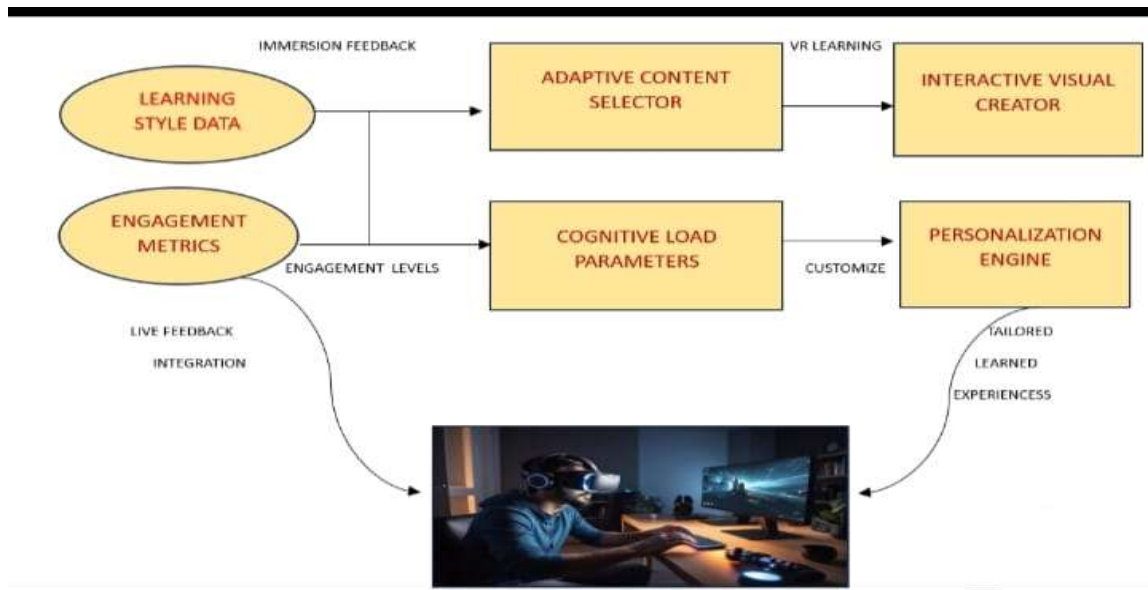 IMMERSION FEEDBACK
VR LEARNING
LEARNING
STYLE DATA
ADAPTIVE CONTENT
SELECTOR
INTERACTIVE VISUAL
CREATOR
ENGAGEMENT
METRICS
ENGAGEMENT LEVELS
COGNITIVE LOAD
PARAMETERS
CUSTOMIZE
PERSONALIZATION
ENGINE
LIVE FEEDBACK
INTEGRATION
TAILORED
LEARNED
EXPERIENCESS